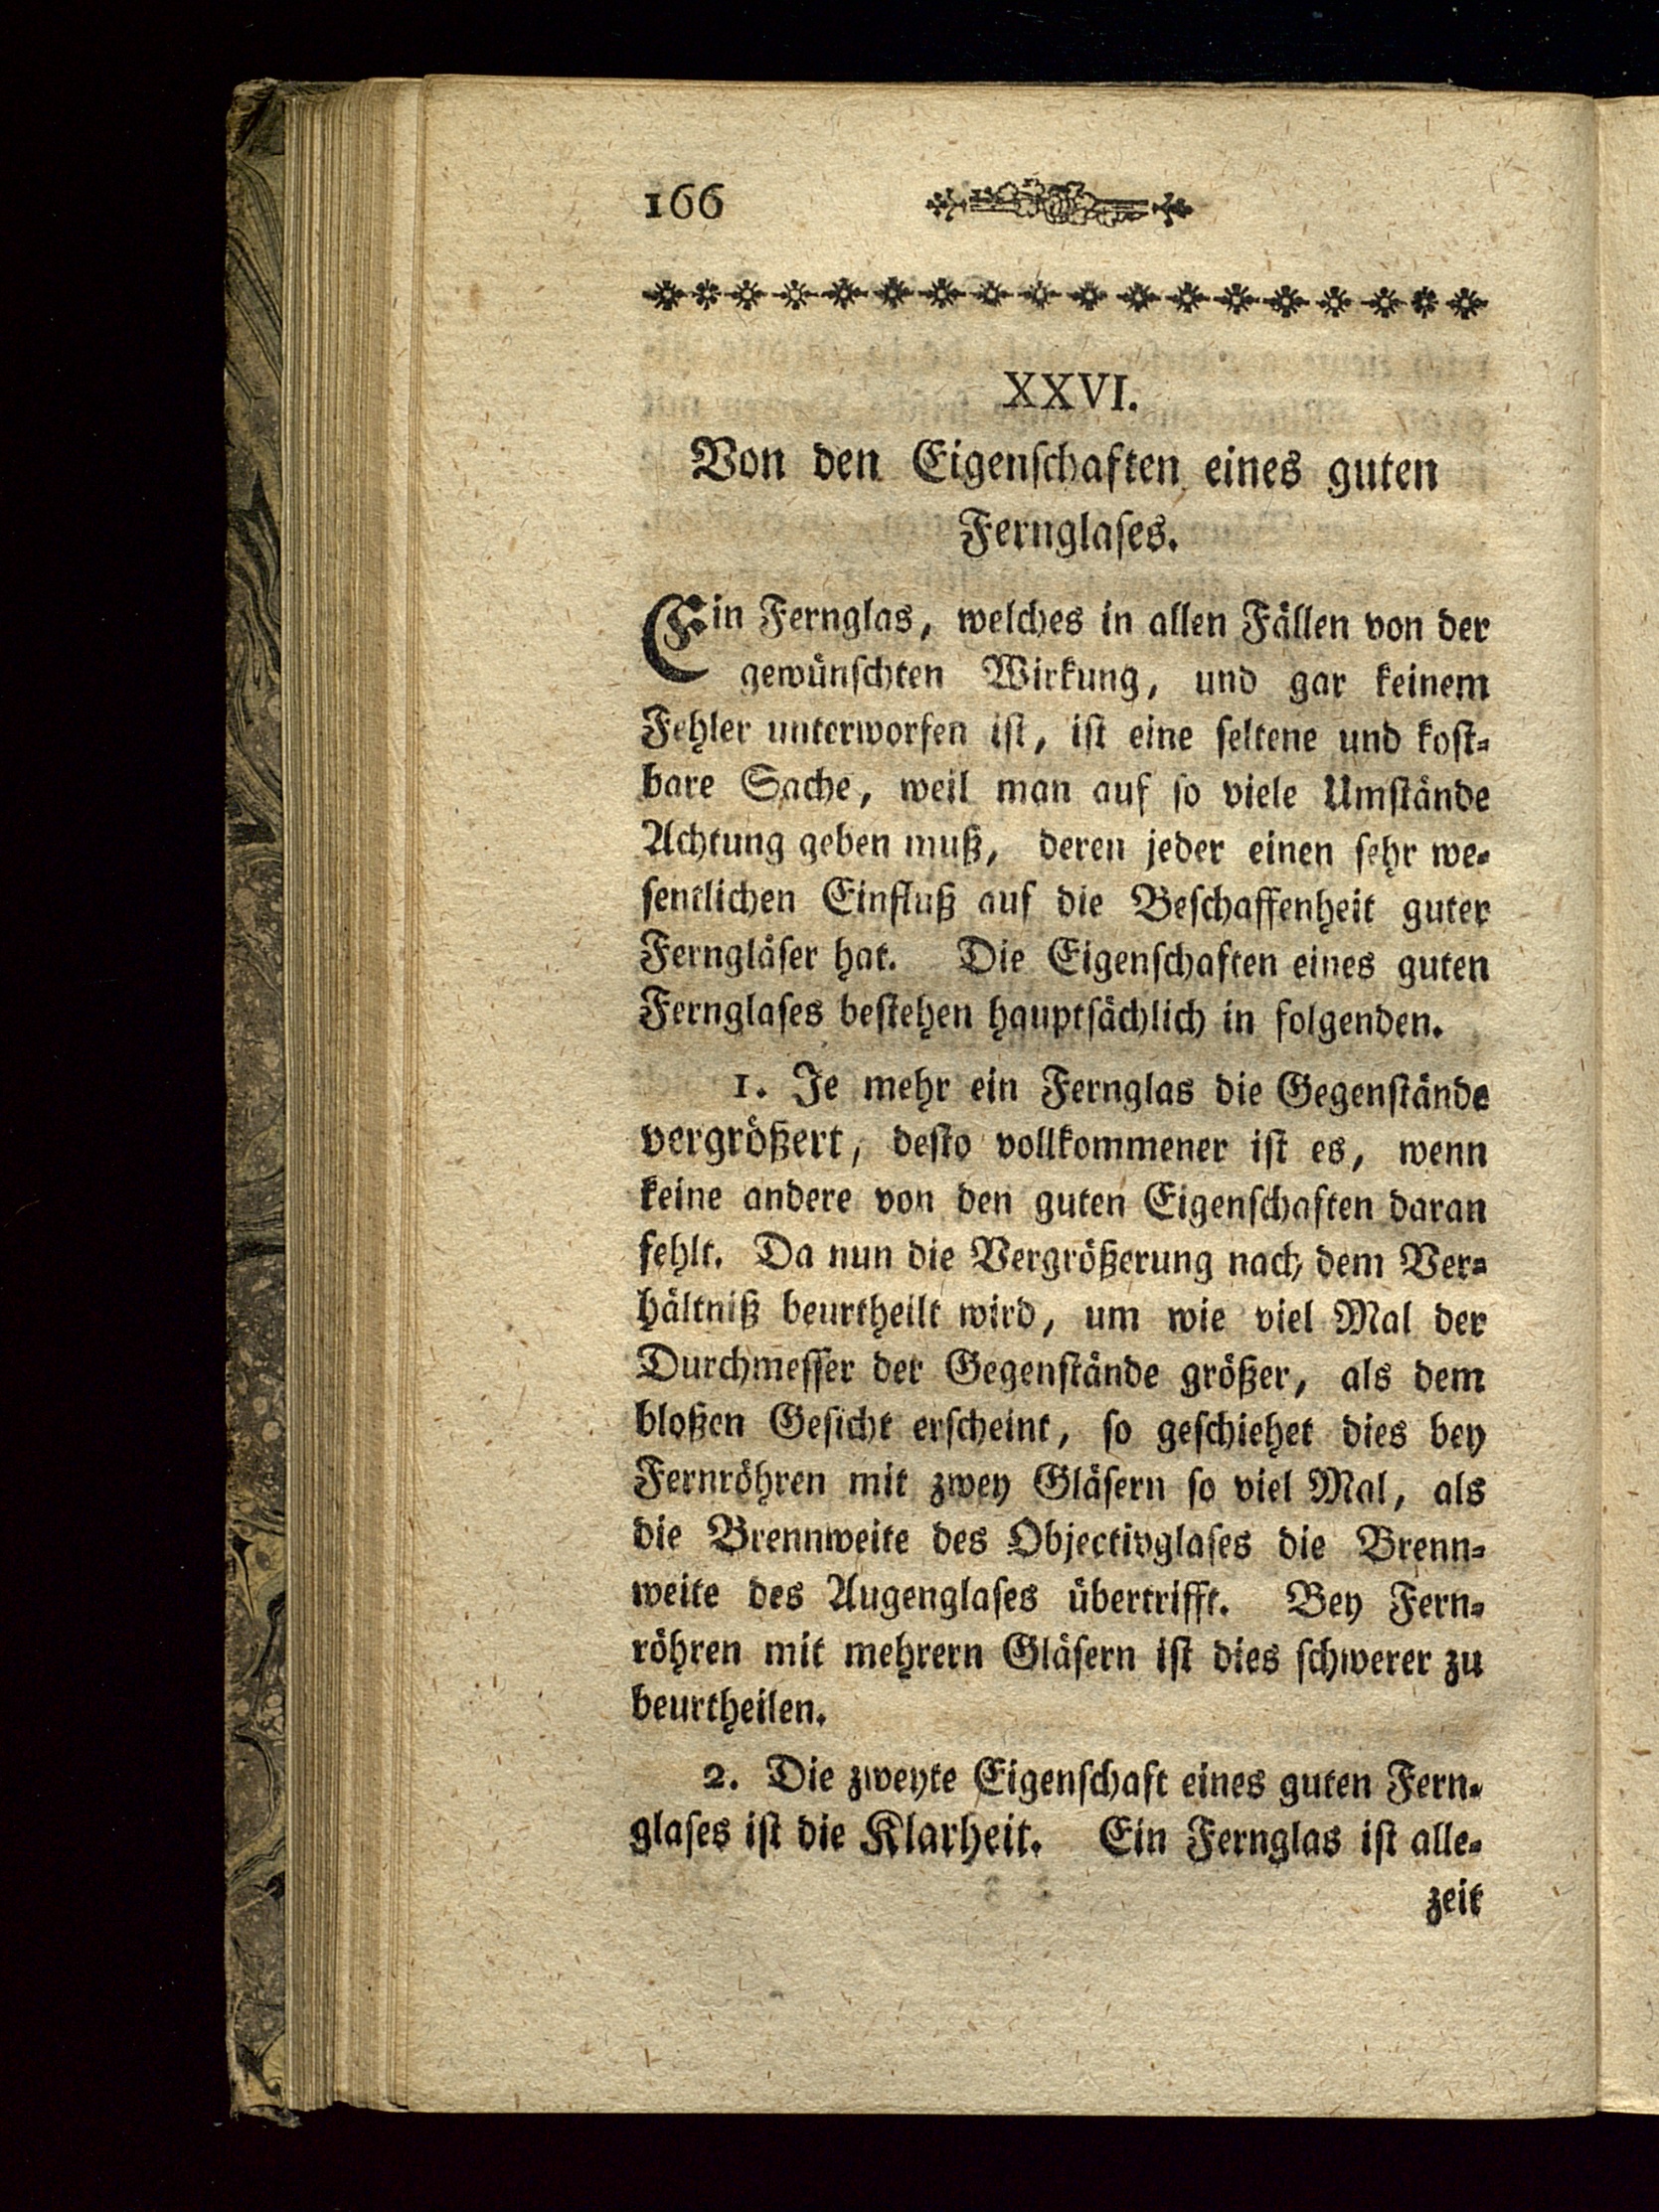 166
XXVI.
Von den Eigenſchaften eines guten
Fernglaſes.
Ein Fernglas, welches in allen Fällen von der
gewünſchten Wirkung, und gar keinem
Fehler unterworfen iſt, iſt eine ſeltene und koſt-
bare Sache, weil man auf ſo viele Umſtände
Achtung geben muß, deren jeder einen ſehr we-
ſentlichen Einfluß auf die Beſchaffenheit guter
Ferngläſer hat. Die Eigenſchaften eines guten
Fernglaſes beſtehen hauptſächlich in folgenden.
1. Je mehr ein Fernglas die Gegenſtände
vergrößert, deſto vollkommener iſt es, wenn
keine andere von den guten Eigenſchaften daran
fehlt. Da nun die Vergrößerung nach dem Ver-
hältniß beurtheilt wird, um wie viel Mal der
Durchmeſſer der Gegenſtände größer, als dem
bloßen Geſicht erſcheint, ſo geſchiehet dies bey
Fernröhren mit zwey Gläſern ſo viel Mal, als
die Brennweite des Objectivglaſes die Brenn-
weite des Augenglaſes übertrifft. Bey Fern-
röhren mit mehrern Gläſern iſt dies ſchwerer zu
beurtheilen.
2. Die zweyte Eigenſchaft eines guten Fern-
glaſes iſt die Klarheit. Ein Fernglas iſt alle-
zeit